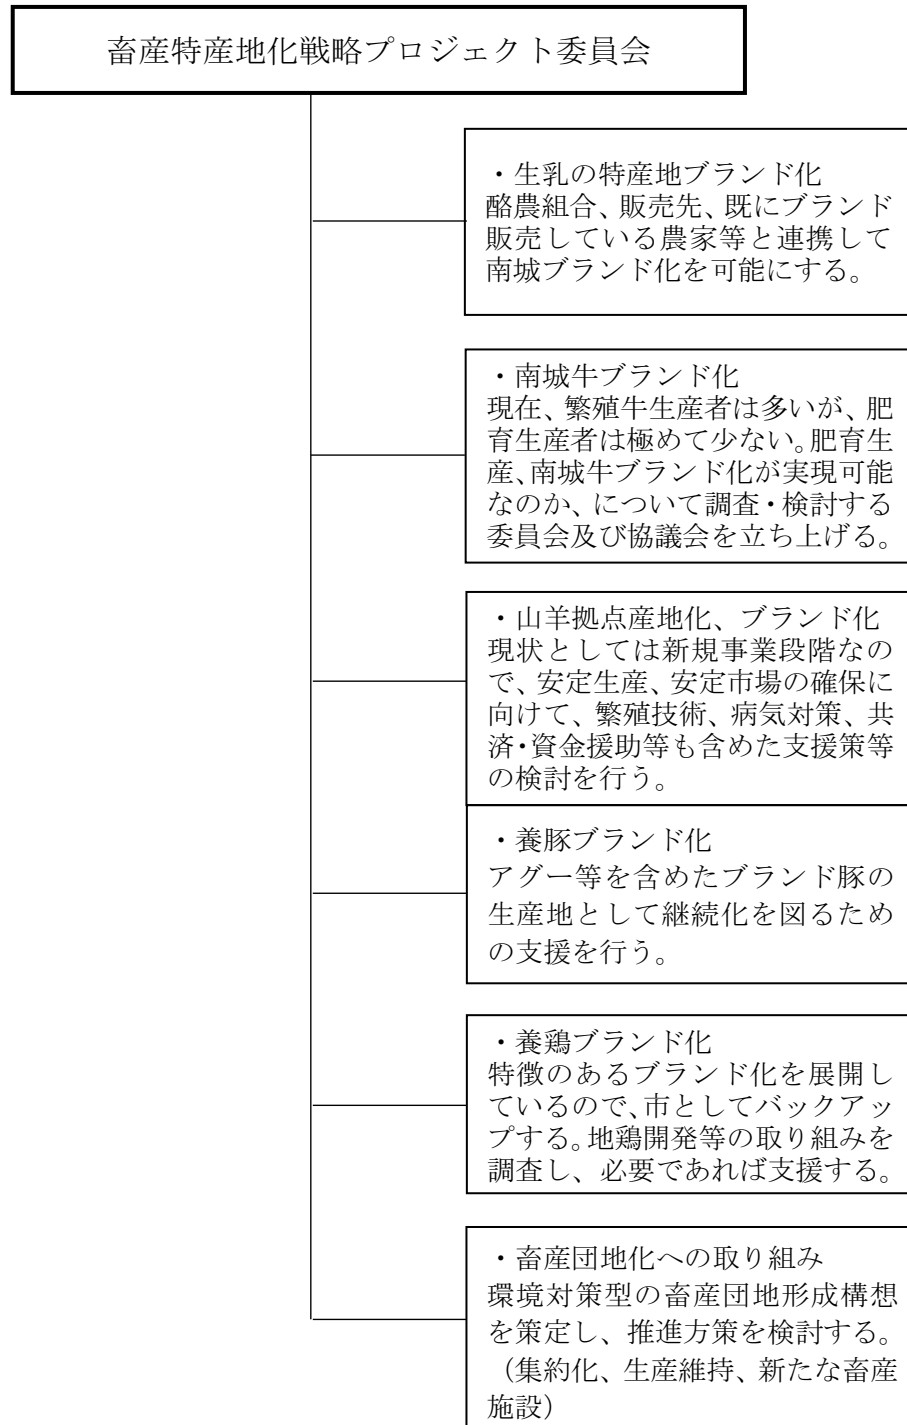 畜産特産地化戦略プロジェクト委員会
・生乳の特産地ブランド化
酪農組合、販売先、既にブランド
販売している農家等と連携して
南城ブランド化を可能にする。
・南城牛ブランド化
現在、繁殖牛生産者は多いが、肥
育生産者は極めて少ない。肥育生
産、南城牛ブランド化が実現可能
なのか、について調査・検討する
委員会及び協議会を立ち上げる。
・山羊拠点産地化、ブランド化
現状としては新規事業段階なの
で、安定生産、安定市場の確保に
向けて、繁殖技術、病気対策、共
済・資金援助等も含めた支援策等
の検討を行う。
・養豚ブランド化
アグー等を含めたブランド豚の
生産地として継続化を図るため
の支援を行う。
・養鶏ブランド化
特徴のあるブランド化を展開し
ているので、市としてバックアッ
プする。地鶏開発等の取り組みを
調査し、必要であれば支援する。
・畜産団地化への取り組み
環境対策型の畜産団地形成構想
を策定し、推進方策を検討する。
（集約化、生産維持、新たな畜産
施設）